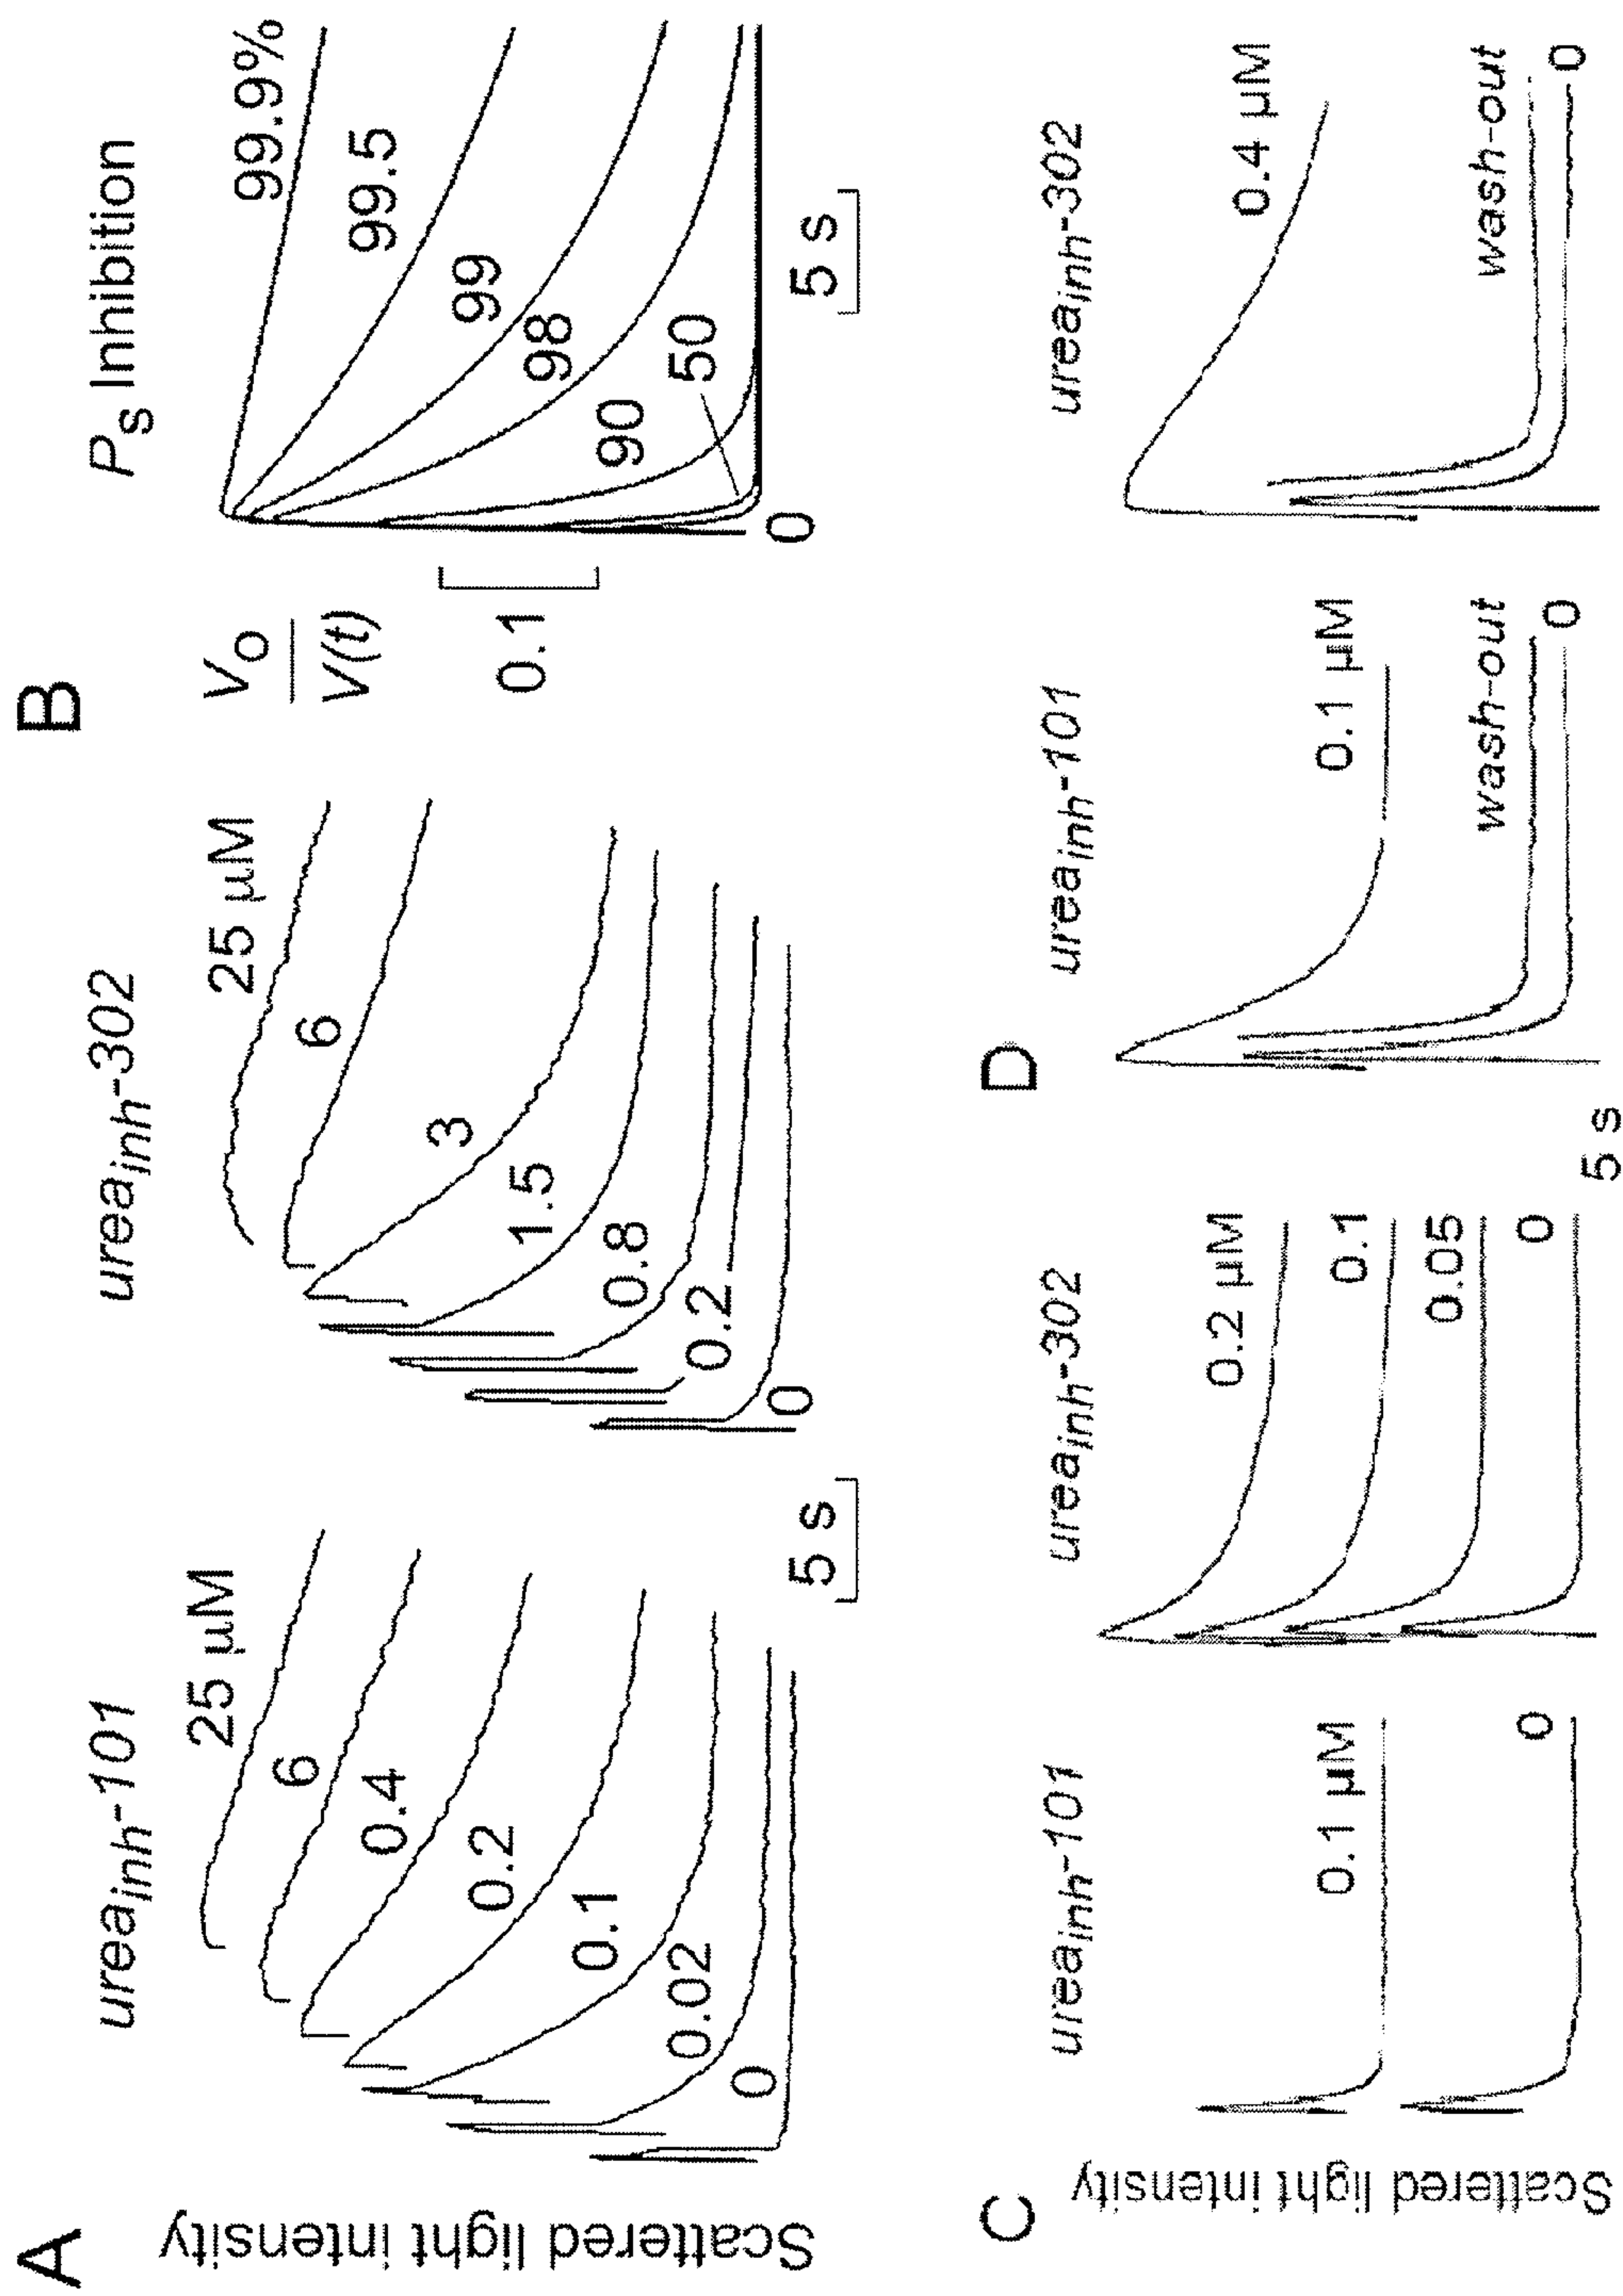 A
Scattered light intensity
urea_inh-101
25 µM
6
0.4
0.2
0.1
0.02
0
5 s
urea_inh-302
25 µM
6
3
1.5
0.8
0.2
0
B
V_o
V(t)
0.1
P_s Inhibition
99.9%
99.5
99
98
90
50
0
5 s
C
Scattered light intensity
urea_inh-101
0.1 µM
0
urea_inh-302
0.2 µM
0.1
0.05
0
5 s
D
urea_inh-101
0.1 µM
wash-out
0
urea_inh-302
0.4 µM
wash-out
0